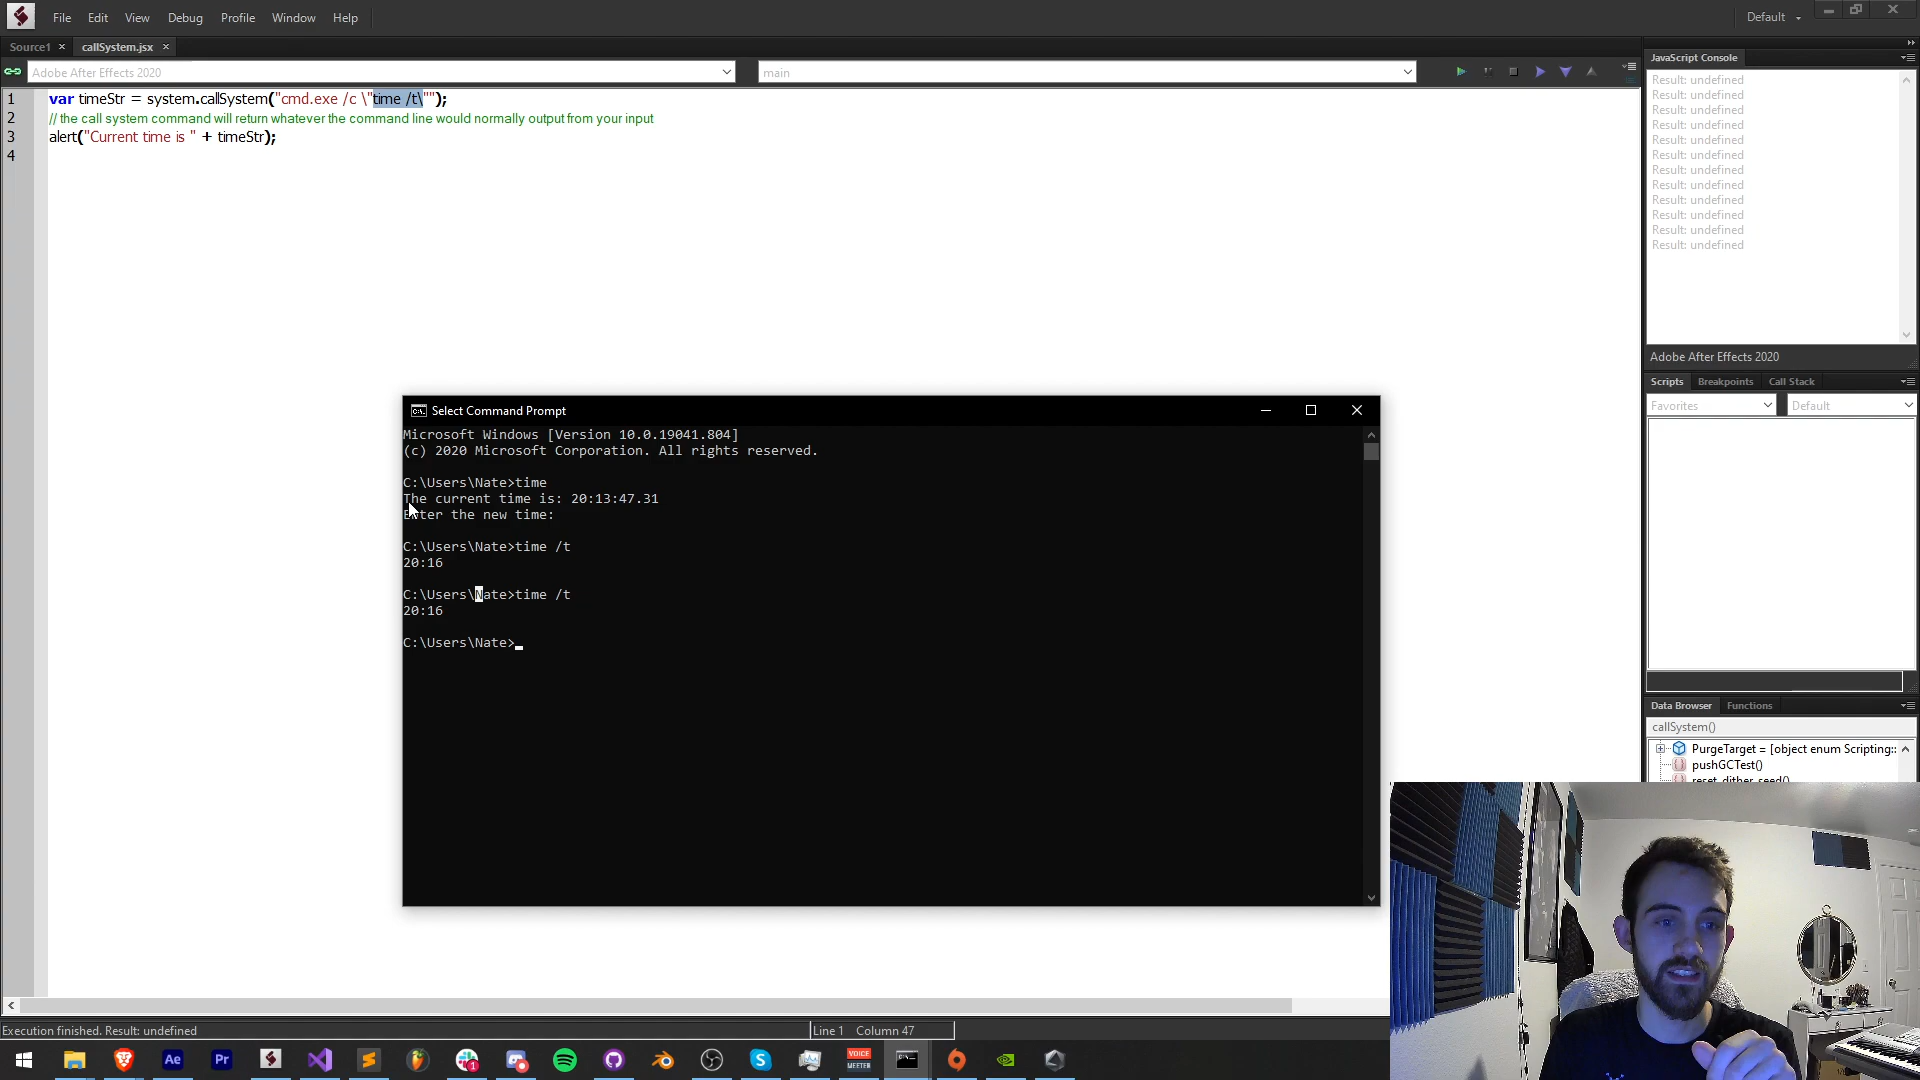 File Edit View Debug Profile Window Help
Default
Source1 × callSystem.jsx ×
Adobe After Effects 2020
main
1 var timeStr = system.callSystem("cmd.exe /c \"time /t\"");
2 // the call system command will return whatever the command line would normally output from your input
3 alert("Current time is " + timeStr);
4
JavaScript Console
Result: undefined
Result: undefined
Result: undefined
Result: undefined
Result: undefined
Result: undefined
Result: undefined
Result: undefined
Result: undefined
Result: undefined
Result: undefined
Result: undefined
Adobe After Effects 2020
Scripts Breakpoints Call Stack
Favorites Default
Select Command Prompt
Microsoft Windows [Version 10.0.19041.804]
(c) 2020 Microsoft Corporation. All rights reserved.
C:\Users\Nate>time
The current time is: 20:13:47.31
Enter the new time:
C:\Users\Nate>time /t
20:16
C:\Users\Nate>time /t
20:16
C:\Users\Nate>
Data Browser Functions
callSystem()
PurgeTarget = [object enum Scripting::
pushGCTest()
reset_dither_seed()
Execution finished. Result: undefined
Line 1 Column 47
Ae
Pr
1
VOICE
MEETER